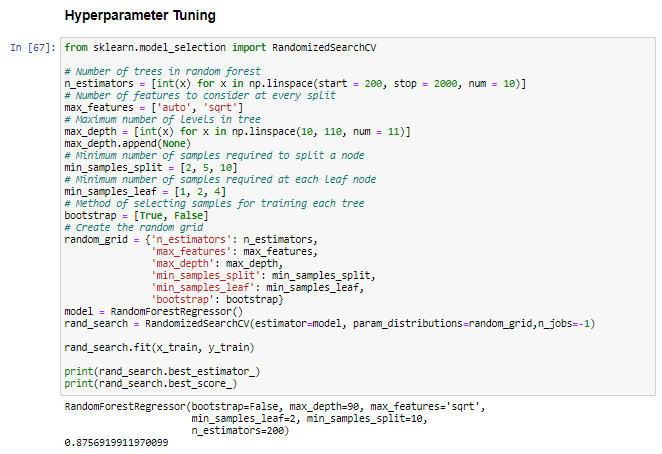 Hyperparameter Tuning
In [67]: from sklearn.model_selection import RandomizedSearchCV
# Number of trees in random forest
n_estimators = [int(x) for x in np.linspace(start = 200, stop = 2000, num = 10)]
# Number of features to consider at every split
max_features = ['auto', 'sqrt']
# Maximum number of levels in tree
max_depth = [int(x) for x in np.linspace(10, 110, num = 11)]
max_depth.append(None)
# Minimum number of samples required to split a node
min_samples_split = [2, 5, 10]
# Minimum number of samples required at each leaf node
min_samples_leaf = [1, 2, 4]
# Method of selecting samples for training each tree
bootstrap = [True, False]
# Create the random grid
random_grid = {'n_estimators': n_estimators,
'max_features': max_features,
'max_depth': max_depth,
'min_samples_split': min_samples_split,
'min_samples_leaf': min_samples_leaf,
'bootstrap': bootstrap}
model = RandomForestRegressor()
rand_search = RandomizedSearchCV(estimator=model, param_distributions=random_grid,n_jobs=-1)
rand_search.fit(x_train, y_train)
print(rand_search.best_estimator_)
print(rand_search.best_score_)
RandomForestRegressor(bootstrap=False, max_depth=90, max_features='sqrt',
min_samples_leaf=2, min_samples_split=10,
n_estimators=200)
0.8756919911970099